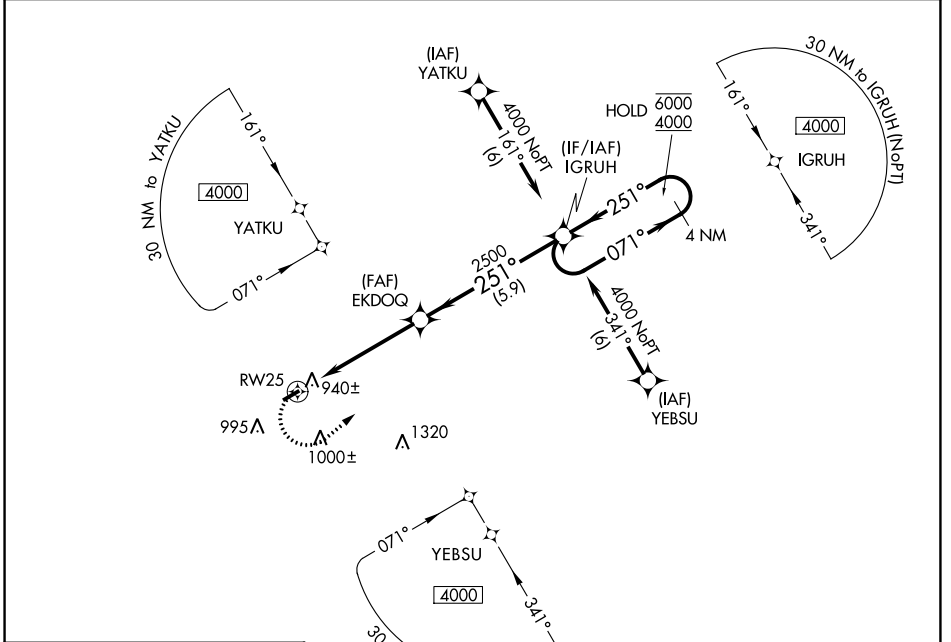 (IAF)
YATKU
4000 NoPT
161°
(6)
HOLD
6000
4000
(IF/IAF)
IGRUH
251°
071°
4 NM
30 NM to IGRUH (NoPT)
161°
4000
IGRUH
341°
30 NM to YATKU
161°
4000
YATKU
071°
2500
251°
(5.9)
(FAF)
EKDOQ
4000 NoPT
341°
(6)
(IAF)
YEBSU
RW25
940±
995
1000±
1320
071°
YEBSU
4000
341°
30